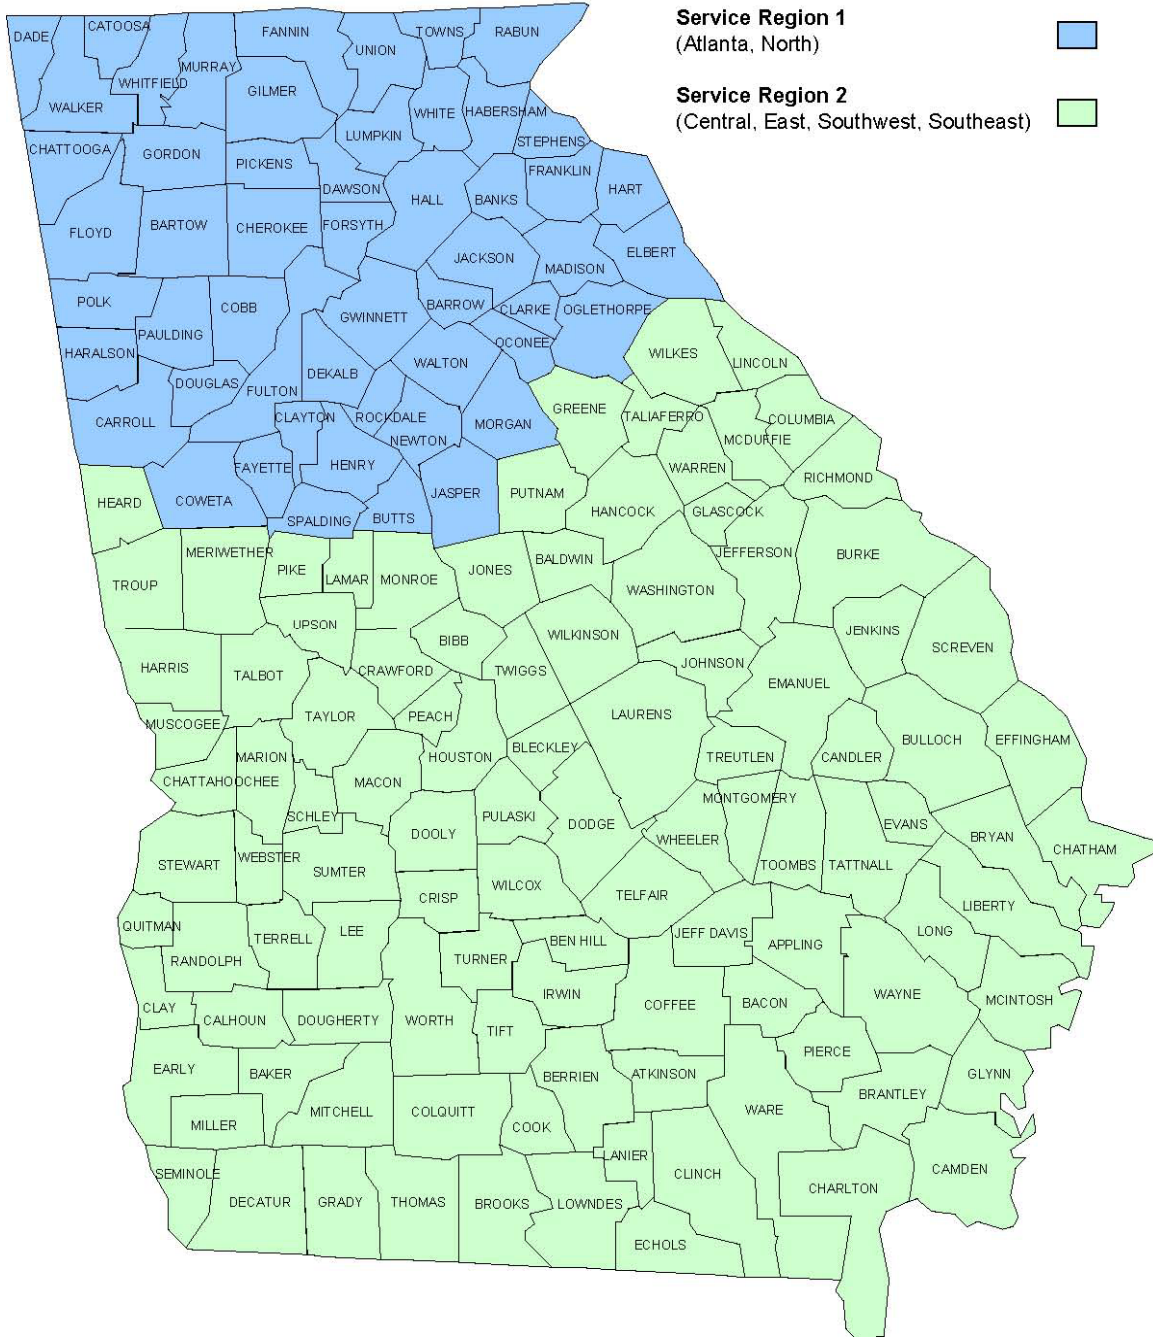 Service Region 1
(Atlanta, North)
Service Region 2
(Central, East, Southwest, Southeast)
DADE
CATOOSA
FANNIN
TOWNS
RABUN
UNION
MURRAY
WHITFIELD
WALKER
GILMER
WHITE
HABERSHAM
LUMPKIN
STEPHENS
CHATTOOGA
GORDON
PICKENS
FRANKLIN
DAWSON
HART
HALL
BANKS
FLOYD
BARTOW
CHEROKEE
FORSYTH
ELBERT
JACKSON
MADISON
POLK
COBB
BARROW
CLARKE
OGLETHORPE
GWINNETT
PAULDING
OCONEE
HARALSON
WILKES
LINCOLN
WALTON
DEKALB
DOUGLAS
FULTON
GREENE
TALIAFERRO
CARROLL
CLAYTON
ROCKDALE
MORGAN
COLUMBIA
NEWTON
MCDUFFIE
FAYETTE
HENRY
WARREN
RICHMOND
HEARD
COWETA
JASPER
PUTNAM
SPALDING
BUTTS
HANCOCK
GLASCOCK
MERIWETHER
JEFFERSON
BURKE
TROUP
PIKE
LAMAR
MONROE
JONES
BALDWIN
WASHINGTON
UPSON
BIBB
WILKINSON
JENKINS
SCREVEN
HARRIS
TALBOT
CRAWFORD
TWIGGS
JOHNSON
EMANUEL
MUSCOGEE
TAYLOR
PEACH
LAURENS
BULLOCH
EFFINGHAM
MARION
HOUSTON
BLECKLEY
TREUTLEN
CANDLER
CHATTAHOOCHEE
MACON
MONTGOMERY
SCHLEY
DOOLY
PULASKI
DODGE
WHEELER
EVANS
BRYAN
CHATHAM
STEWART
WEBSTER
SUMTER
TOOMBS
TATTNALL
CRISP
WILCOX
TELFAIR
LIBERTY
QUITMAN
TERRELL
LEE
BEN HILL
JEFF DAVIS
APPLING
LONG
RANDOLPH
TURNER
IRWIN
WAYNE
MCINTOSH
CLAY
CALHOUN
DOUGHERTY
WORTH
TIFT
COFFEE
BACON
PIERCE
EARLY
BAKER
BERRIEN
ATKINSON
GLYNN
BRANTLEY
MILLER
MITCHELL
COLQUITT
COOK
WARE
SEMINOLE
LANIER
CLINCH
CAMDEN
DECATUR
GRADY
THOMAS
BROOKS
LOWNDES
CHARLTON
ECHOLS